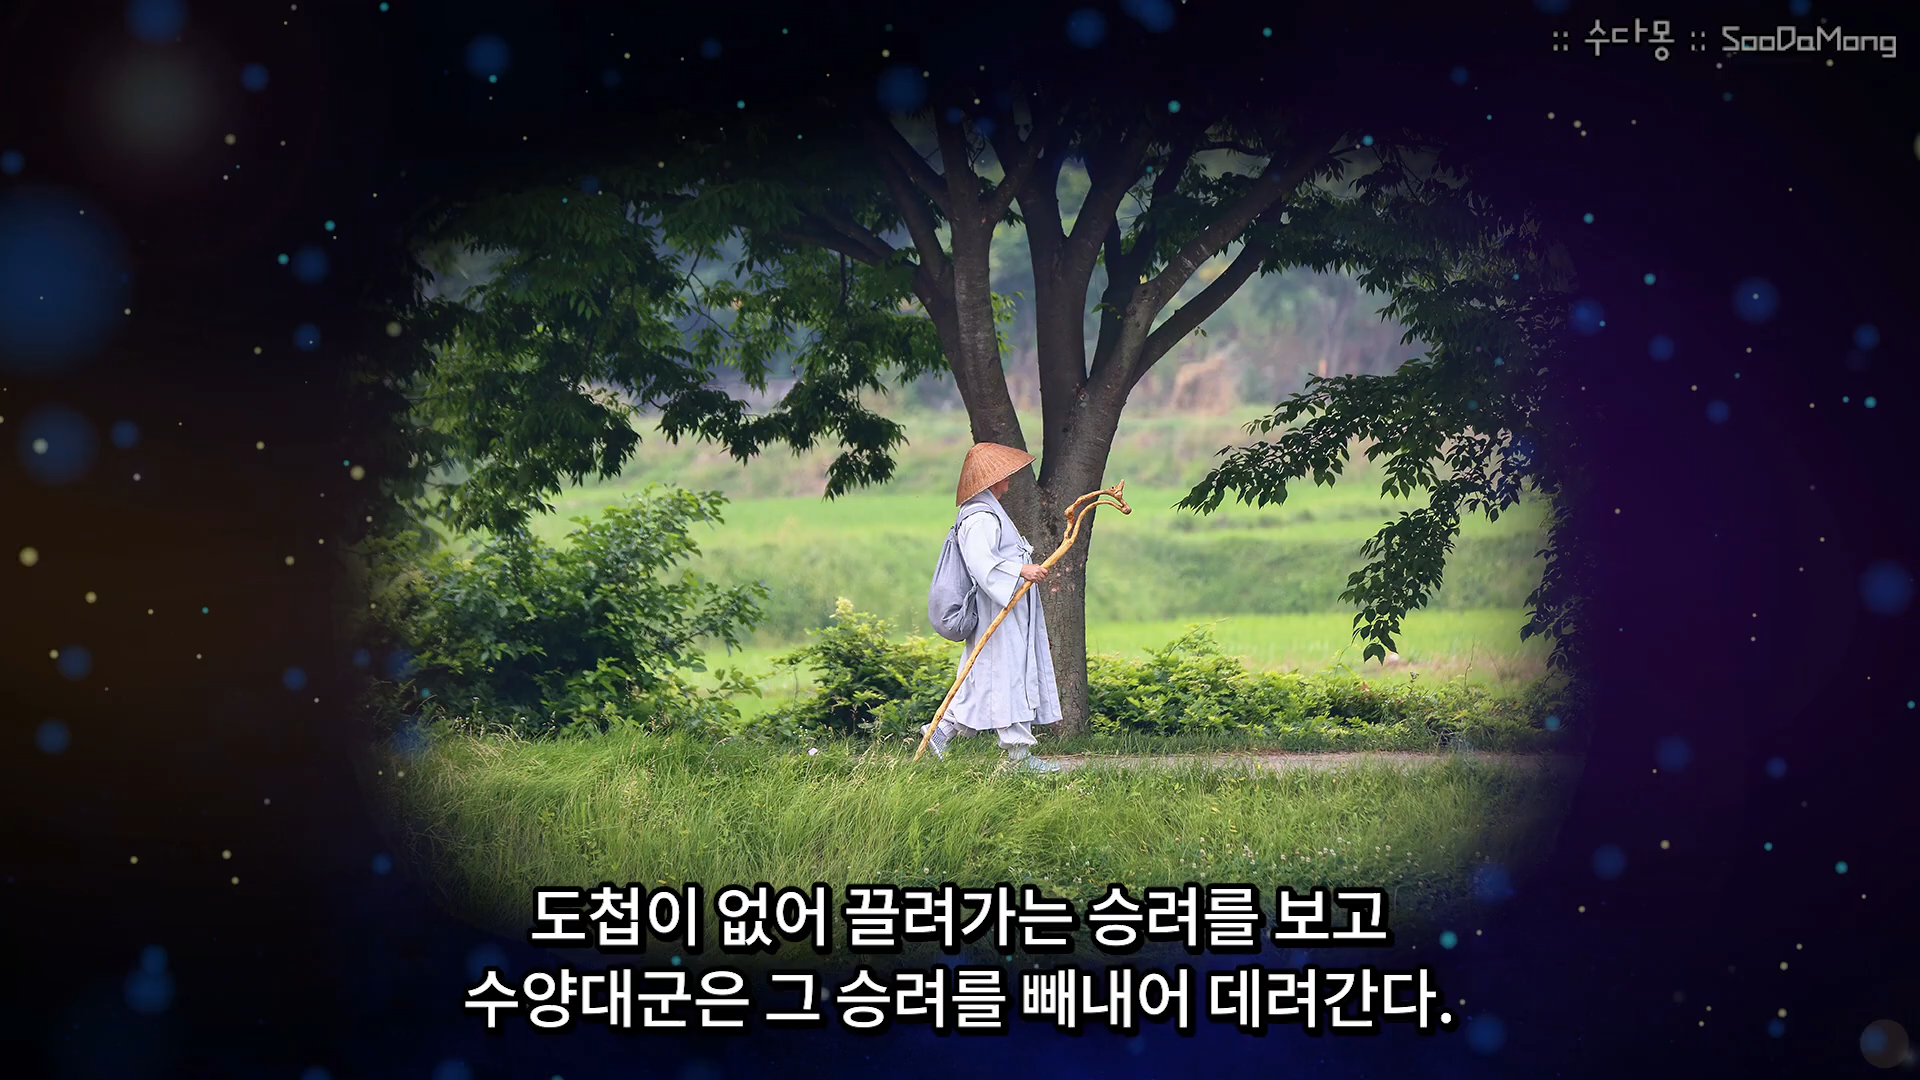 :: 수다몽 :: SooDaMong
도첩이 없어 끌려가는 승려를 보고
수양대군은 그 승려를 빼내어 데려간다.